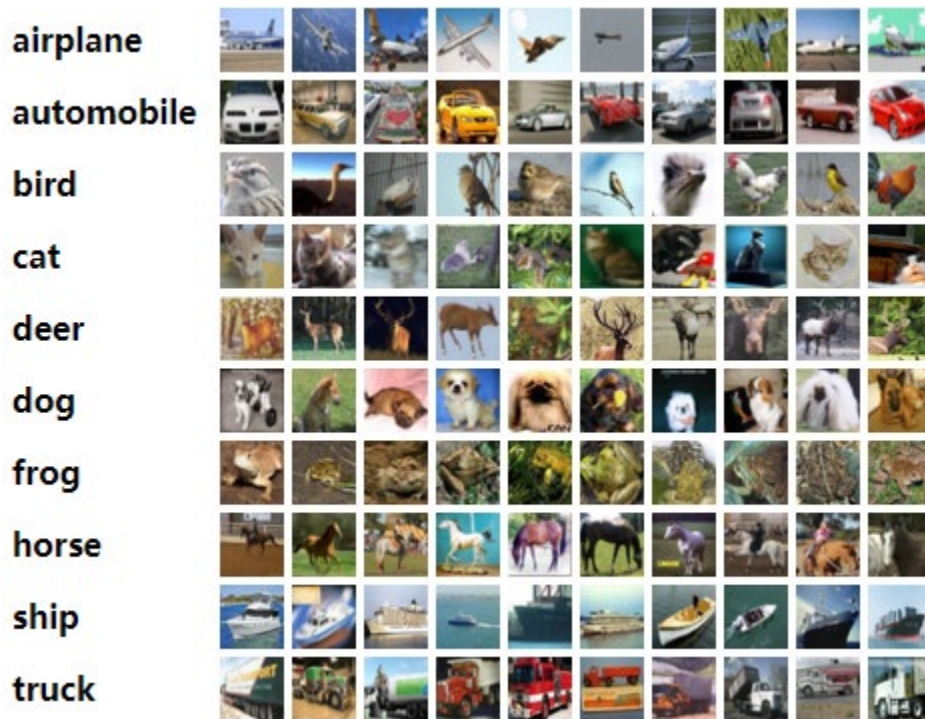 airplane
automobile
bird
cat
deer
dog
frog
horse
ship
truck